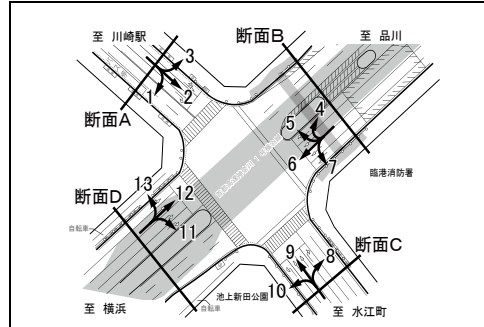 至 川崎駅
断面B
至 品川
3
1
2
断面A
5
4
6
7
臨港消防署
断面D
13
12
11
自転車
断面C
9
8
10
池上新田公園
自転車
至 横浜
至 水江町